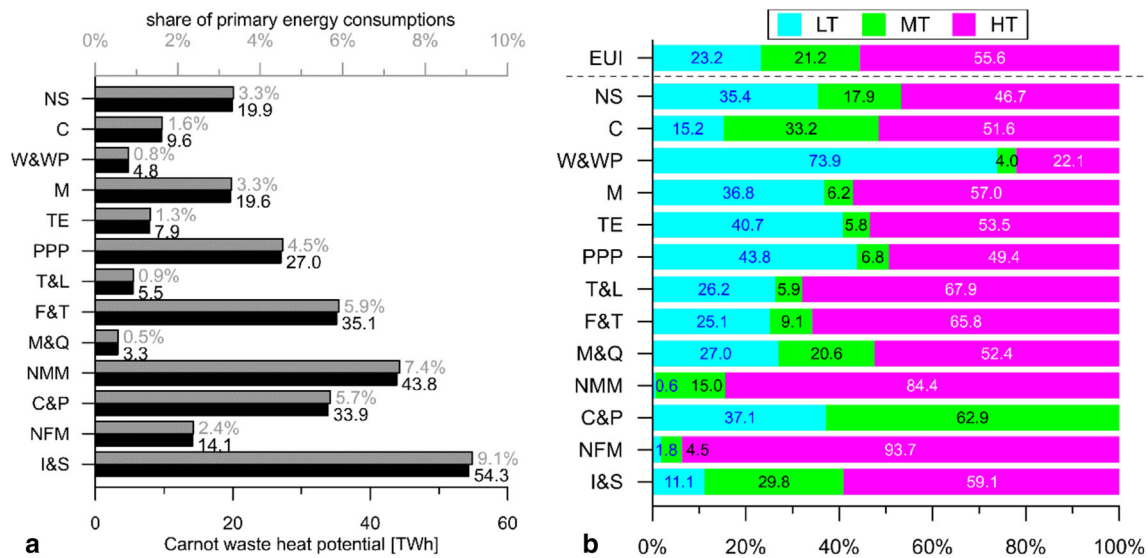 share of primary energy consumptions
0% 2% 4% 6% 8% 10%
NS 3.3% 19.9
C 1.6% 9.6
W&WP 0.8% 4.8
M 3.3% 19.6
TE 1.3% 7.9
PPP 4.5% 27.0
T&L 0.9% 5.5
F&T 5.9% 35.1
M&Q 0.5% 3.3
NMM 7.4% 43.8
C&P 5.7% 33.9
NFM 2.4% 14.1
I&S 9.1% 54.3
0 20 40 60
a Carnot waste heat potential [TWh]
LT MT HT
EUI 23.2 21.2 55.6
NS 35.4 17.9 46.7
C 15.2 33.2 51.6
W&WP 73.9 4.0 22.1
M 36.8 6.2 57.0
TE 40.7 5.8 53.5
PPP 43.8 6.8 49.4
T&L 26.2 5.9 67.9
F&T 25.1 9.1 65.8
M&Q 27.0 20.6 52.4
NMM 0.6 15.0 84.4
C&P 37.1 62.9
NFM 1.8 4.5 93.7
I&S 11.1 29.8 59.1
b 0% 20% 40% 60% 80% 100%